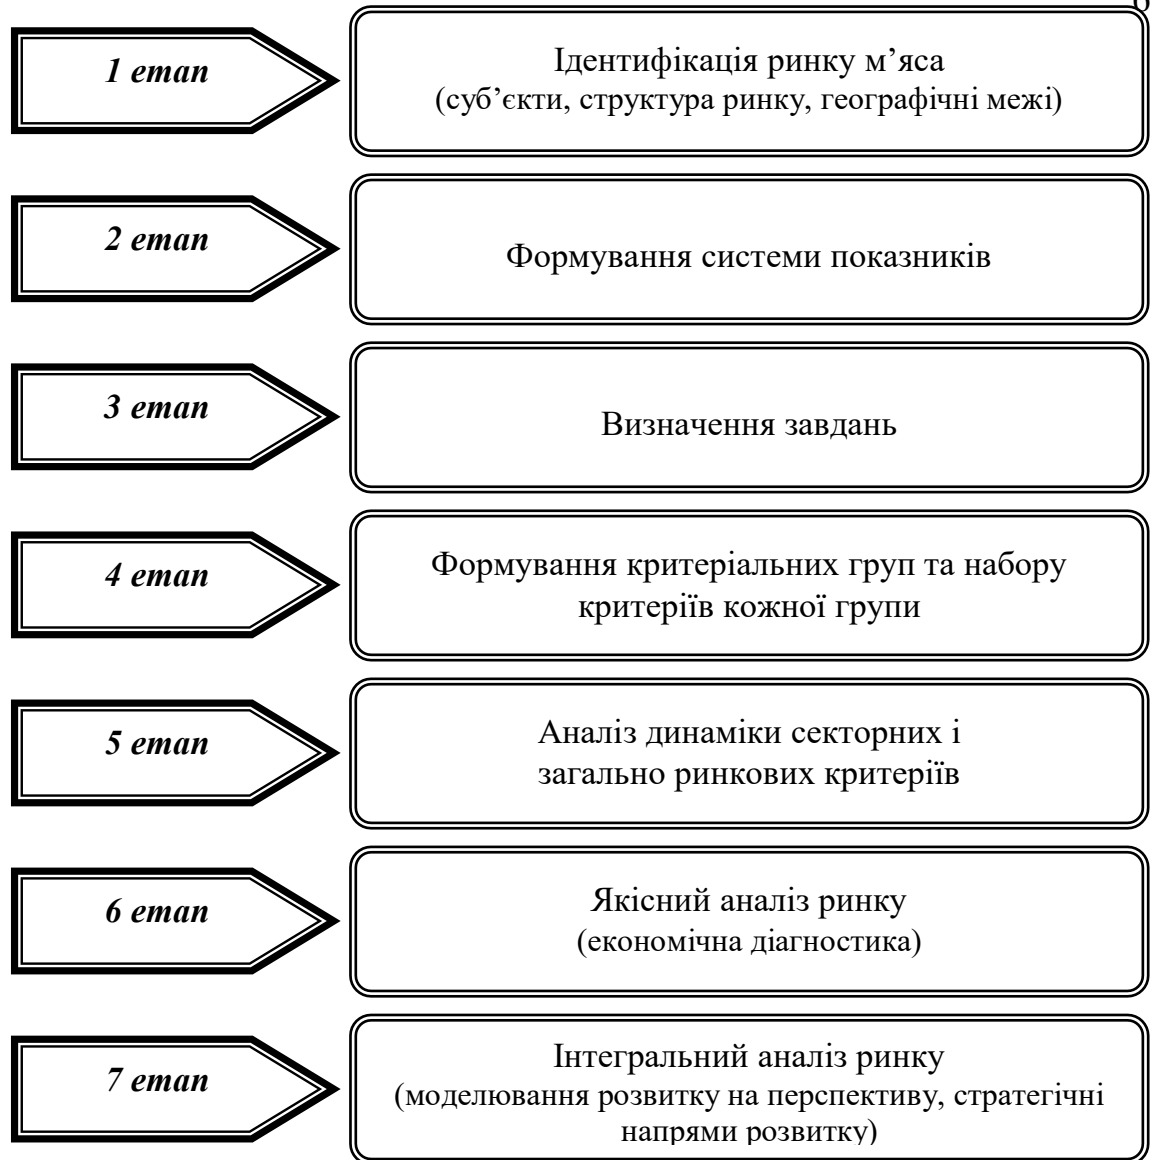 6
1 етап
Ідентифікація ринку м’яса
(суб’єкти, структура ринку, географічні межі)
2 етап
Формування системи показників
3 етап
Визначення завдань
4 етап
Формування критеріальних груп та набору
критеріїв кожної групи
5 етап
Аналіз динаміки секторних і
загально ринкових критеріїв
6 етап
Якісний аналіз ринку
(економічна діагностика)
7 етап
Інтегральний аналіз ринку
(моделювання розвитку на перспективу, стратегічні
напрями розвитку)